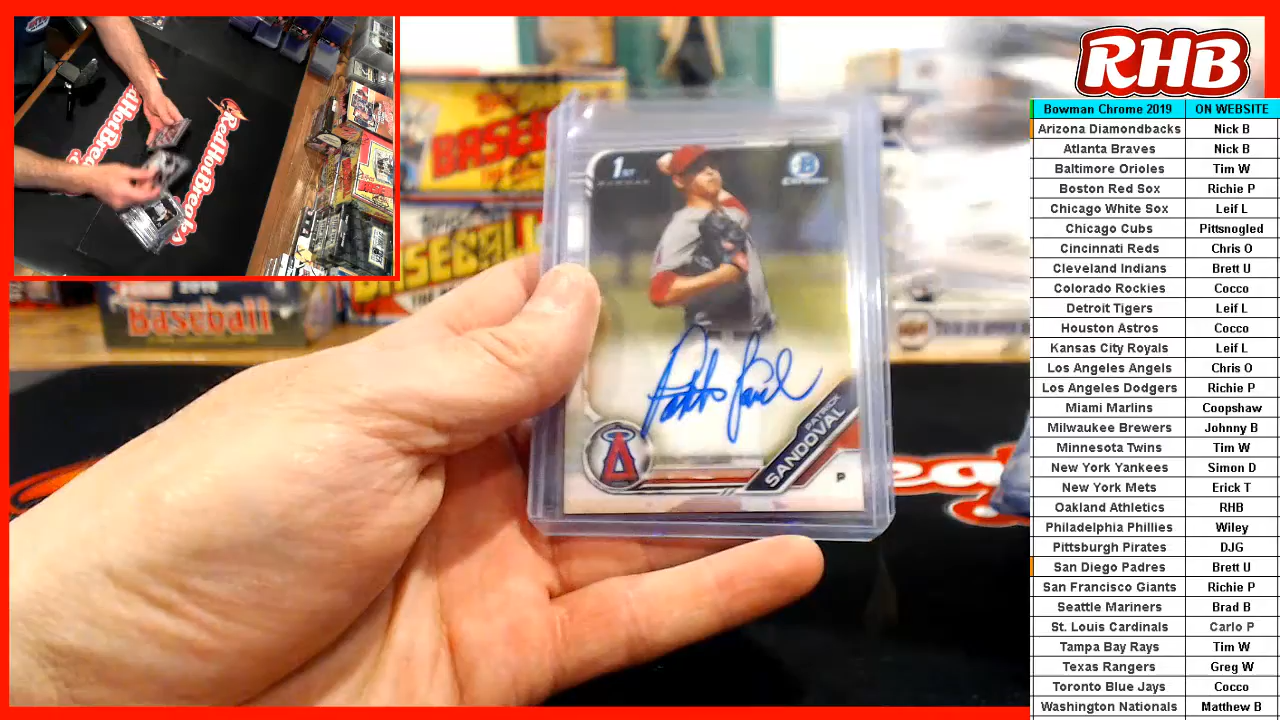 RedHotBreaks
RedHotBreaks
BASEBALL
BASEBALL
Baseball
1ST
BOWMAN
CHROME
PATRICK
SANDOVAL
P
RHB
Bowman Chrome 2019 ON WEBSITE
Arizona Diamondbacks Nick B
Atlanta Braves Nick B
Baltimore Orioles Tim W
Boston Red Sox Richie P
Chicago White Sox Leif L
Chicago Cubs Pittsnogled
Cincinnati Reds Chris O
Cleveland Indians Brett U
Colorado Rockies Cocco
Detroit Tigers Leif L
Houston Astros Cocco
Kansas City Royals Leif L
Los Angeles Angels Chris O
Los Angeles Dodgers Richie P
Miami Marlins Coopshaw
Milwaukee Brewers Johnny B
Minnesota Twins Tim W
New York Yankees Simon D
New York Mets Erick T
Oakland Athletics RHB
Philadelphia Phillies Wiley
Pittsburgh Pirates DJG
San Diego Padres Brett U
San Francisco Giants Richie P
Seattle Mariners Brad B
St. Louis Cardinals Carlo P
Tampa Bay Rays Tim W
Texas Rangers Greg W
Toronto Blue Jays Cocco
Washington Nationals Matthew B